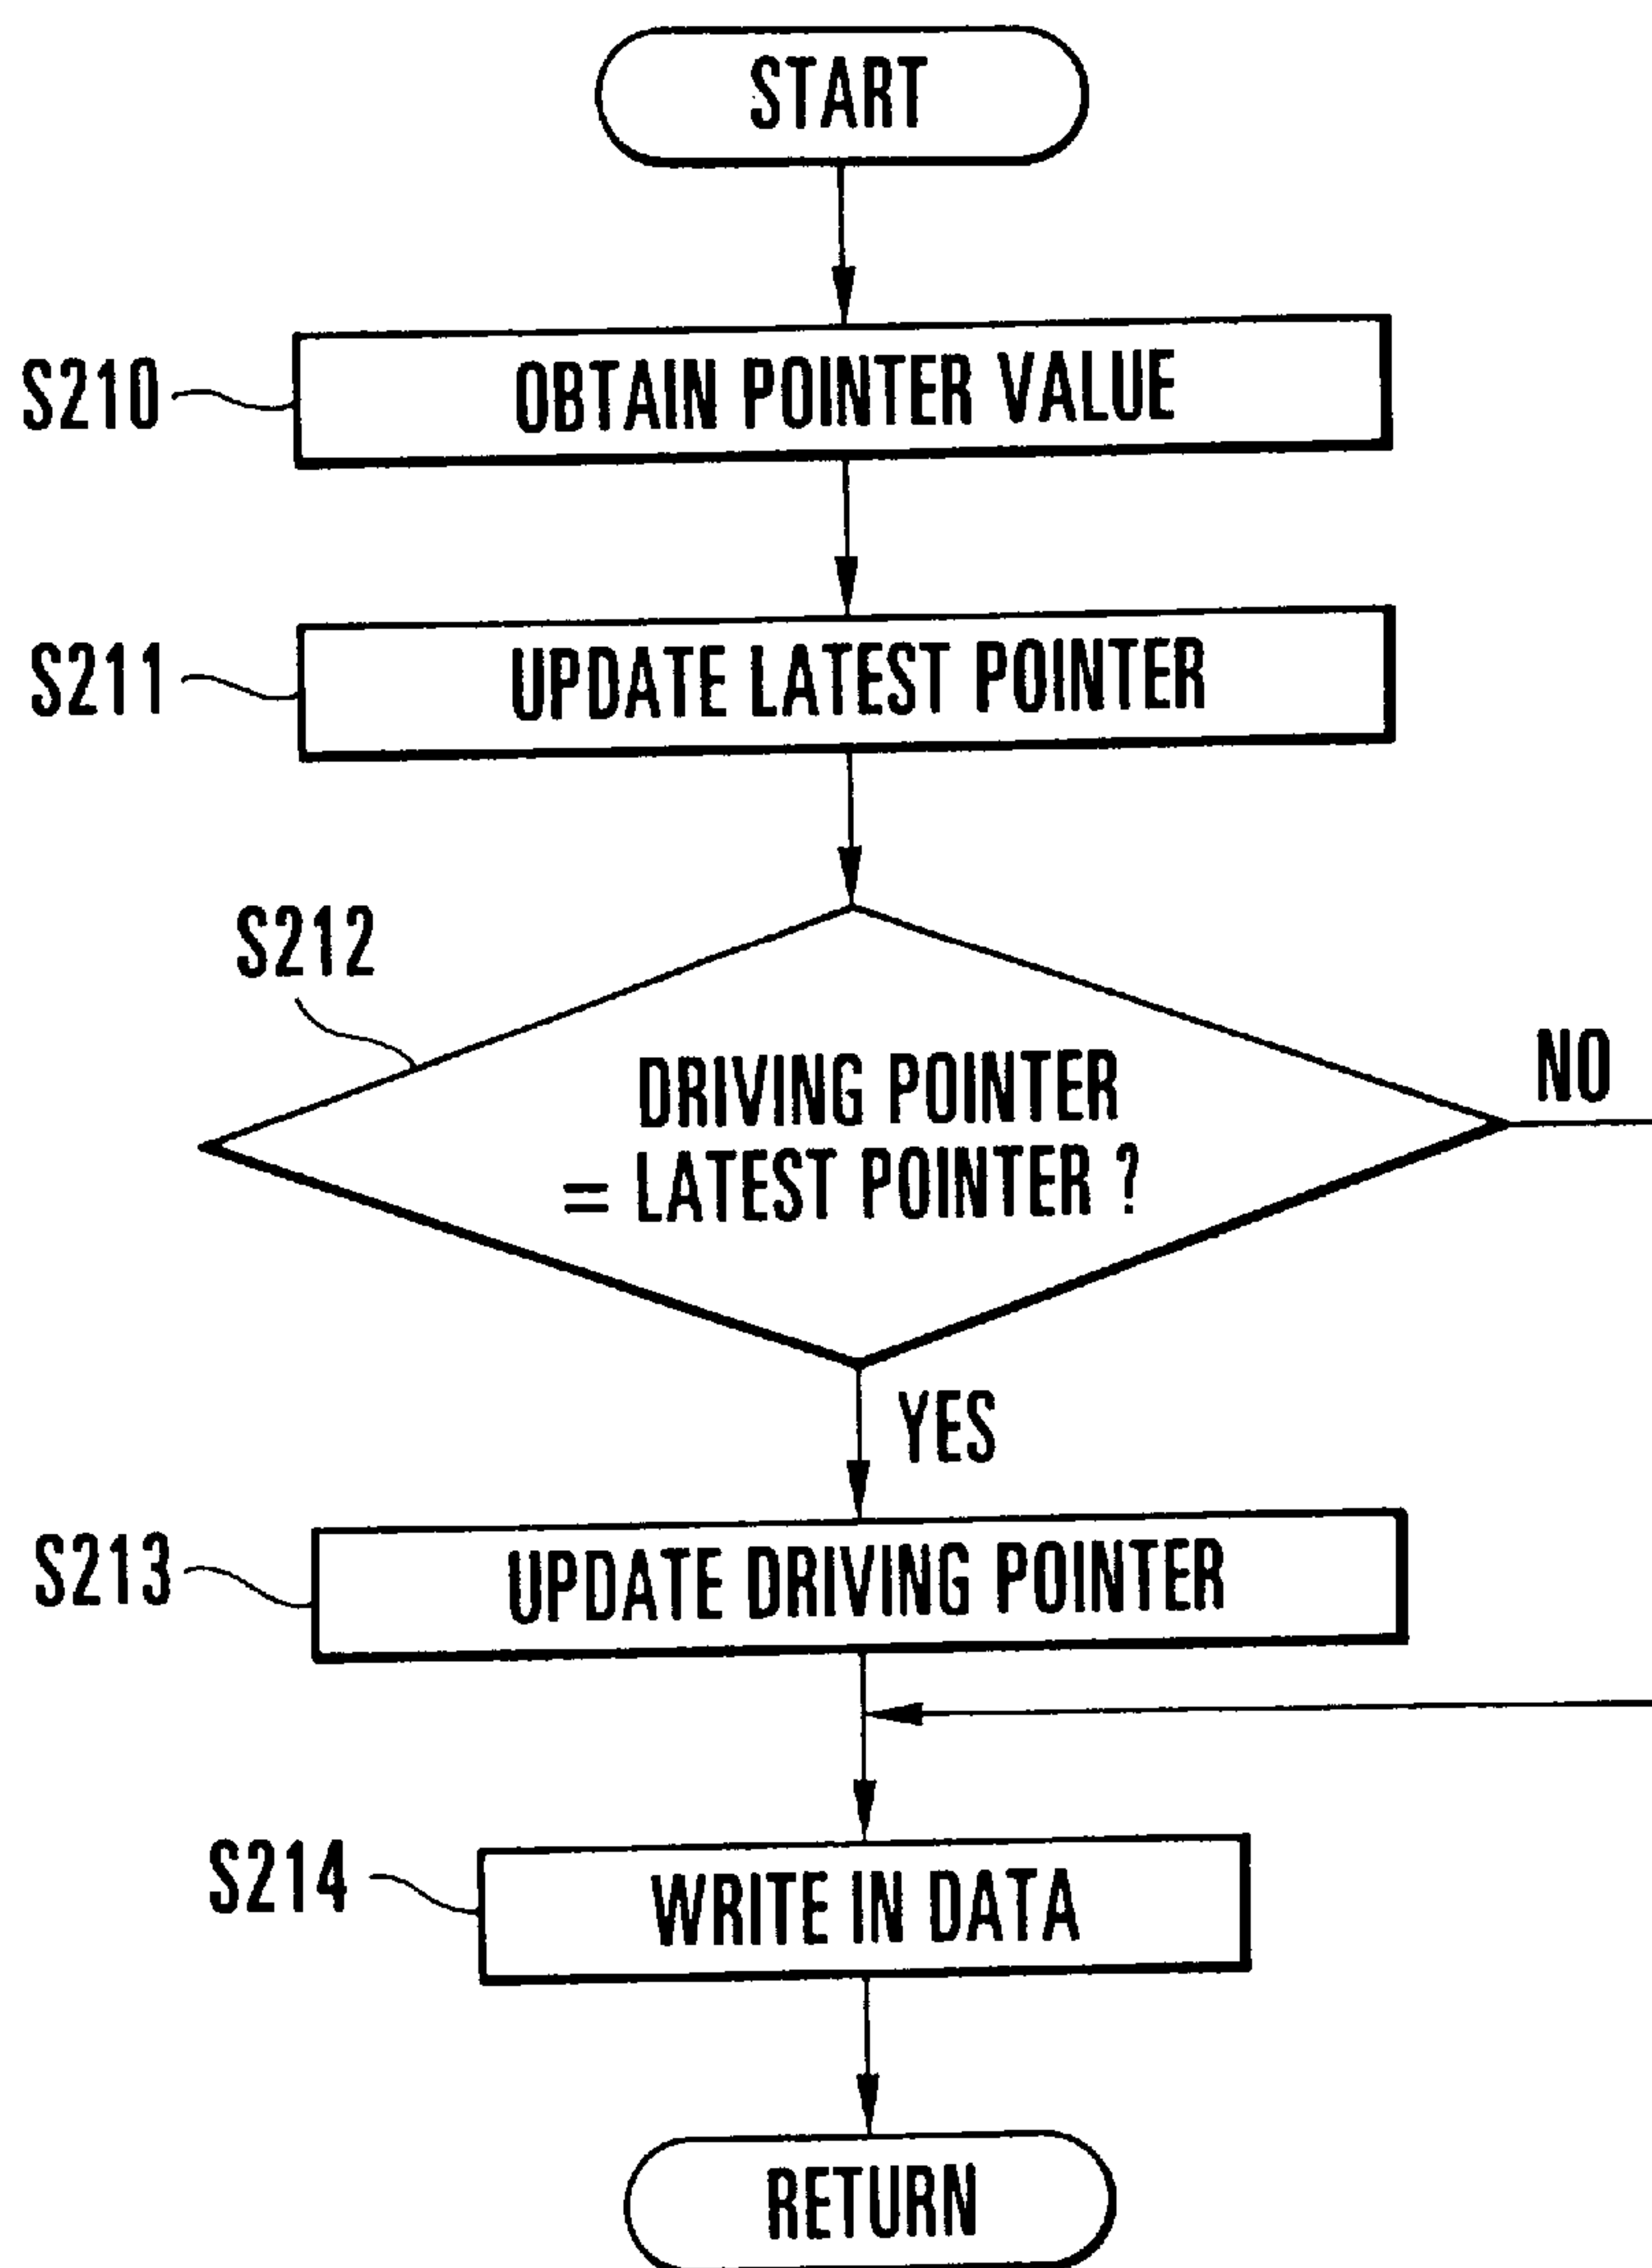 START
S210
OBTAIN POINTER VALUE
S211
UPDATE LATEST POINTER
S212
DRIVING POINTER
= LATEST POINTER ?
NO
YES
S213
UPDATE DRIVING POINTER
S214
WRITE IN DATA
RETURN